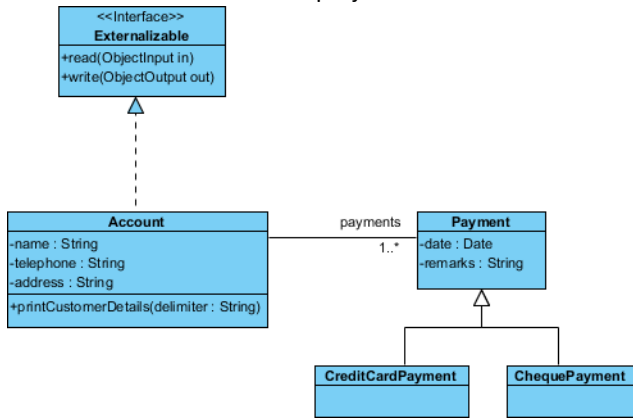 <<Interface>>
Externalizable
+read(ObjectInput in)
+write(ObjectOutput out)
Account
-name : String
-telephone : String
-address : String
+printCustomerDetails(delimiter : String)
payments
1..*
Payment
-date : Date
-remarks : String
CreditCardPayment
ChequePayment